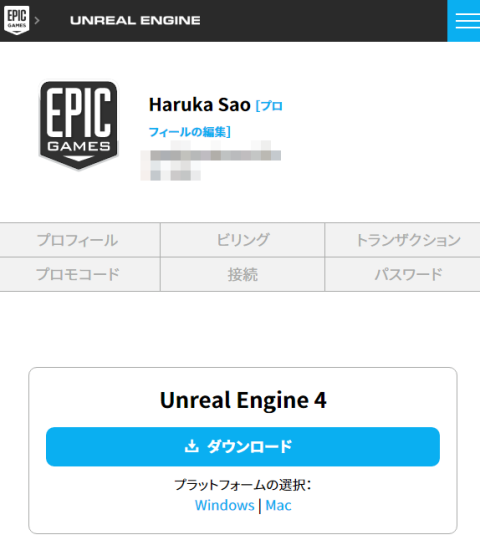 EPIC GAMES
UNREAL ENGINE
EPIC GAMES
Haruka Sao [プロ
フィールの編集]
プロフィール ビリング トランザクション
プロモコード 接続 パスワード
Unreal Engine 4
ダウンロード
プラットフォームの選択：
Windows | Mac